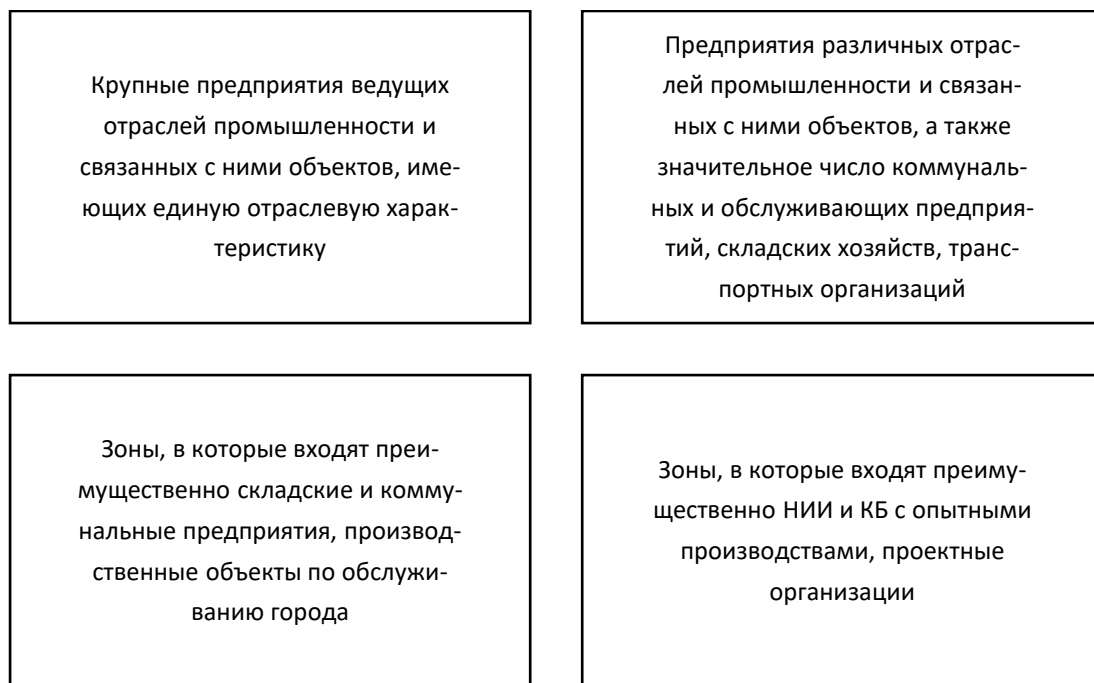 Крупные предприятия ведущих
отраслей промышленности и
связанных с ними объектов, име-
ющих единую отраслевую харак-
теристику
Предприятия различных отрас-
лей промышленности и связан-
ных с ними объектов, а также
значительное число коммуналь-
ных и обслуживающих предприя-
тий, складских хозяйств, транс-
портных организаций
Зоны, в которые входят преи-
мущественно складские и комму-
нальные предприятия, производ-
ственные объекты по обслужи-
ванию города
Зоны, в которые входят преиму-
щественно НИИ и КБ с опытными
производствами, проектные
организации